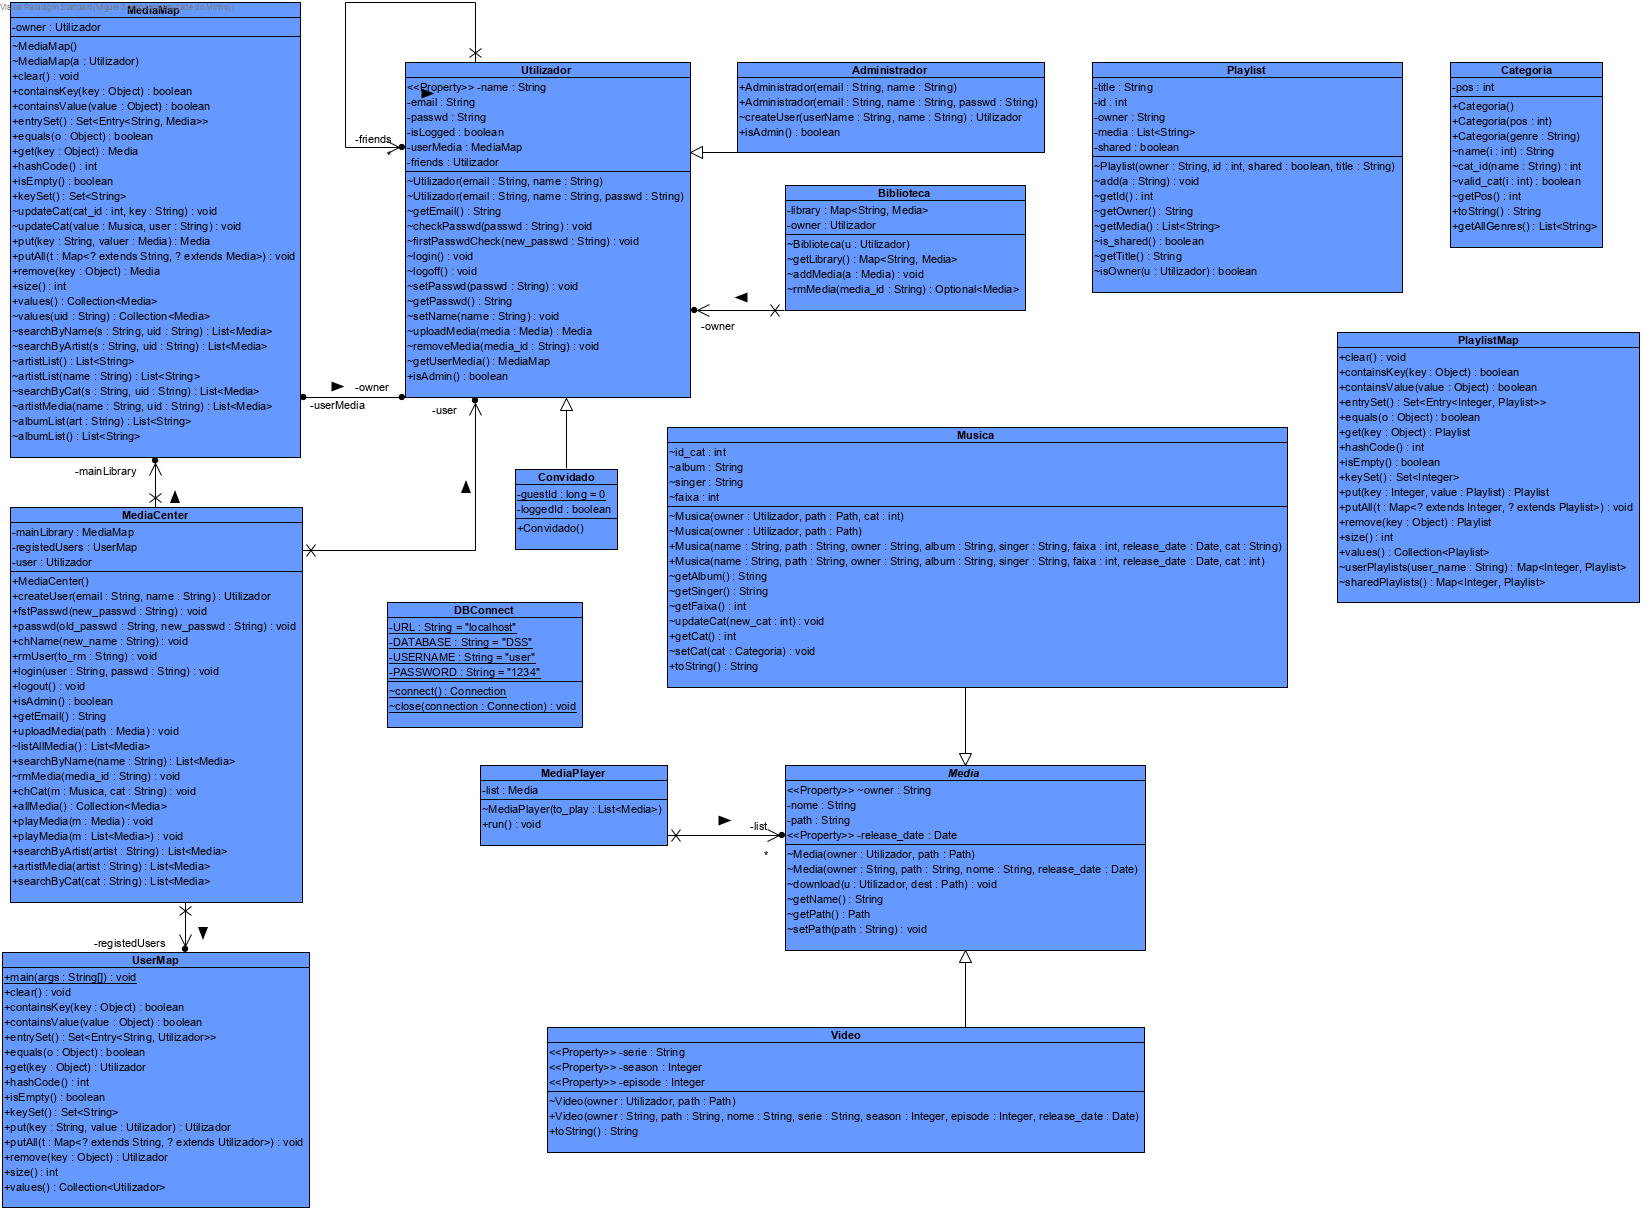 MediaMap
-owner : Utilizador
~MediaMap()
~MediaMap(a : Utilizador)
+clear() : void
+containsKey(key : Object) : boolean
+containsValue(value : Object) : boolean
+entrySet() : Set<Entry<String, Media>>
+equals(o : Object) : boolean
+get(key : Object) : Media
+hashCode() : int
+isEmpty() : boolean
+keySet() : Set<String>
~updateCat(cat_id : int, key : String) : void
~updateCat(value : Musica, user : String) : void
+put(key : String, valuer : Media) : Media
+putAll(t : Map<? extends String, ? extends Media>) : void
+remove(key : Object) : Media
+size() : int
+values() : Collection<Media>
~values(uid : String) : Collection<Media>
~searchByName(s : String, uid : String) : List<Media>
~searchByArtist(s : String, uid : String) : List<Media>
~artistList() : List<String>
~artistList(name : String) : List<String>
~searchByCat(s : String, uid : String) : List<Media>
~artistMedia(name : String, uid : String) : List<Media>
~albumList(art : String) : List<String>
~albumList() : List<String>
-friends
*
Utilizador
<<Property>> -name : String
-email : String
-passwd : String
-isLogged : boolean
-userMedia : MediaMap
-friends : Utilizador
~Utilizador(email : String, name : String)
~Utilizador(email : String, name : String, passwd : String)
~getEmail() : String
~checkPasswd(passwd : String) : void
~firstPasswdCheck(new_passwd : String) : void
~login() : void
~logoff() : void
~setPasswd(passwd : String) : void
~getPasswd() : String
~setName(name : String) : void
~uploadMedia(media : Media) : Media
~removeMedia(media_id : String) : void
~getUserMedia() : MediaMap
+isAdmin() : boolean
Administrador
+Administrador(email : String, name : String)
+Administrador(email : String, name : String, passwd : String)
~createUser(userName : String, name : String) : Utilizador
+isAdmin() : boolean
Biblioteca
-library : Map<String, Media>
-owner : Utilizador
~Biblioteca(u : Utilizador)
~getLibrary() : Map<String, Media>
~addMedia(a : Media) : void
~rmMedia(media_id : String) : Optional<Media>
-owner
Playlist
-title : String
-id : int
-owner : String
-media : List<String>
-shared : boolean
~Playlist(owner : String, id : int, shared : boolean, title : String)
~add(a : String) : void
~getId() : int
~getOwner() : String
~getMedia() : List<String>
~is_shared() : boolean
~getTitle() : String
~isOwner(u : Utilizador) : boolean
Categoria
-pos : int
+Categoria()
+Categoria(pos : int)
+Categoria(genre : String)
~name(i : int) : String
~cat_id(name : String) : int
~valid_cat(i : int) : boolean
~getPos() : int
+toString() : String
+getAllGenres() : List<String>
PlaylistMap
+clear() : void
+containsKey(key : Object) : boolean
+containsValue(value : Object) : boolean
+entrySet() : Set<Entry<Integer, Playlist>>
+equals(o : Object) : boolean
+get(key : Object) : Playlist
+hashCode() : int
+isEmpty() : boolean
+keySet() : Set<Integer>
+put(key : Integer, value : Playlist) : Playlist
+putAll(t : Map<? extends Integer, ? extends Playlist>) : void
+remove(key : Object) : Playlist
+size() : int
+values() : Collection<Playlist>
~userPlaylists(user_name : String) : Map<Integer, Playlist>
~sharedPlaylists() : Map<Integer, Playlist>
-owner
-userMedia
-user
-mainLibrary
Convidado
-guestId : long = 0
-loggedId : boolean
+Convidado()
Musica
~id_cat : int
~album : String
~singer : String
~faixa : int
~Musica(owner : Utilizador, path : Path, cat : int)
~Musica(owner : Utilizador, path : Path)
+Musica(name : String, path : String, owner : String, album : String, singer : String, faixa : int, release_date : Date, cat : String)
+Musica(name : String, path : String, owner : String, album : String, singer : String, faixa : int, release_date : Date, cat : int)
~getAlbum() : String
~getSinger() : String
~getFaixa() : int
~updateCat(new_cat : int) : void
+getCat() : int
~setCat(cat : Categoria) : void
+toString() : String
MediaCenter
-mainLibrary : MediaMap
-registedUsers : UserMap
-user : Utilizador
+MediaCenter()
+createUser(email : String, name : String) : Utilizador
+fstPasswd(new_passwd : String) : void
+passwd(old_passwd : String, new_passwd : String) : void
+chName(new_name : String) : void
+rmUser(to_rm : String) : void
+login(user : String, passwd : String) : void
+logout() : void
+isAdmin() : boolean
+getEmail() : String
+uploadMedia(path : Media) : void
~listAllMedia() : List<Media>
+searchByName(name : String) : List<Media>
~rmMedia(media_id : String) : void
+chCat(m : Musica, cat : String) : void
+allMedia() : Collection<Media>
+playMedia(m : Media) : void
+playMedia(m : List<Media>) : void
+searchByArtist(artist : String) : List<Media>
+artistMedia(artist : String) : List<Media>
+searchByCat(cat : String) : List<Media>
DBConnect
-URL : String = "localhost"
-DATABASE : String = "DSS"
-USERNAME : String = "user"
-PASSWORD : String = "1234"
~connect() : Connection
~close(connection : Connection) : void
MediaPlayer
-list : Media
~MediaPlayer(to_play : List<Media>)
+run() : void
-list
*
Media
<<Property>> ~owner : String
-nome : String
-path : String
<<Property>> -release_date : Date
~Media(owner : Utilizador, path : Path)
~Media(owner : String, path : String, nome : String, release_date : Date)
~download(u : Utilizador, dest : Path) : void
~getName() : String
~getPath() : Path
~setPath(path : String) : void
-registedUsers
UserMap
+main(args : String[]) : void
+clear() : void
+containsKey(key : Object) : boolean
+containsValue(value : Object) : boolean
+entrySet() : Set<Entry<String, Utilizador>>
+equals(o : Object) : boolean
+get(key : Object) : Utilizador
+hashCode() : int
+isEmpty() : boolean
+keySet() : Set<String>
+put(key : String, value : Utilizador) : Utilizador
+putAll(t : Map<? extends String, ? extends Utilizador>) : void
+remove(key : Object) : Utilizador
+size() : int
+values() : Collection<Utilizador>
Video
<<Property>> -serie : String
<<Property>> -season : Integer
<<Property>> -episode : Integer
~Video(owner : Utilizador, path : Path)
+Video(owner : String, path : String, nome : String, serie : String, season : Integer, episode : Integer, release_date : Date)
+toString() : String